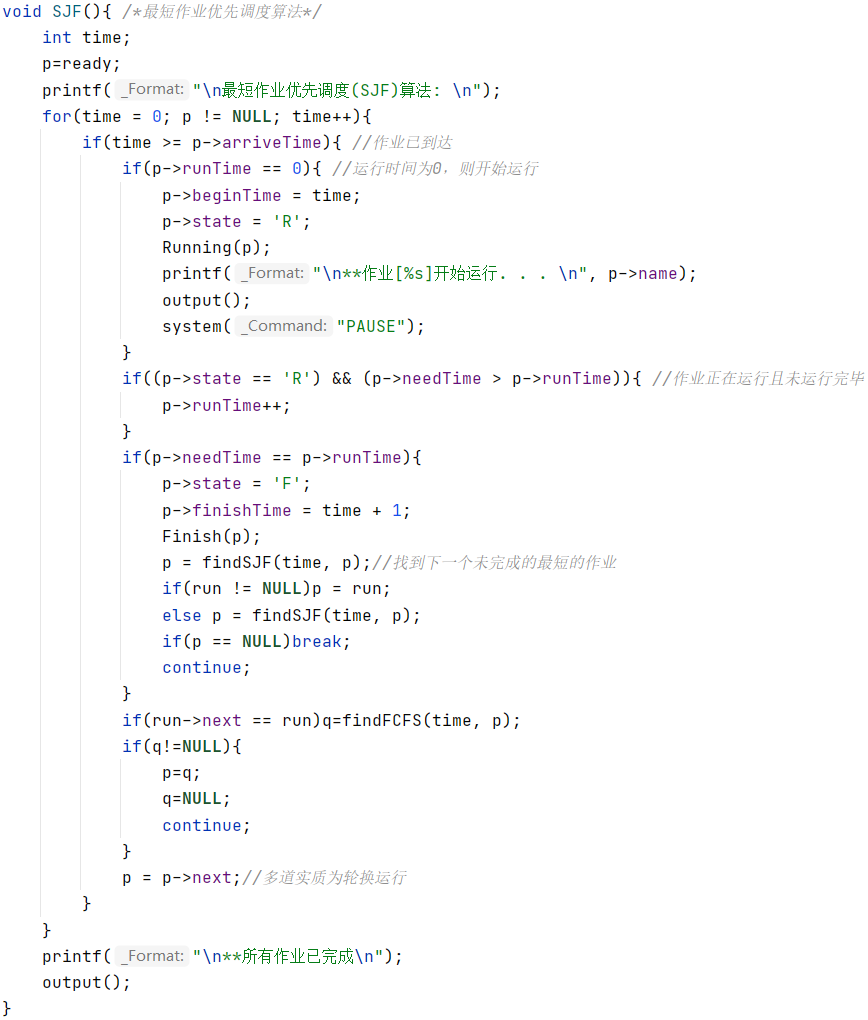 void SJF(){ /*最短作业优先调度算法*/
    int time;
    p=ready;
    printf( _Format: "\n最短作业优先调度(SJF)算法: \n");
    for(time = 0; p != NULL; time++){
        if(time >= p->arriveTime){ //作业已到达
            if(p->runTime == 0){ //运行时间为0，则开始运行
                p->beginTime = time;
                p->state = 'R';
                Running(p);
                printf( _Format: "\n**作业[%s]开始运行. . . \n", p->name);
                output();
                system( _Command: "PAUSE");
            }
            if((p->state == 'R') && (p->needTime > p->runTime)){ //作业正在运行且未运行完毕
                p->runTime++;
            }
            if(p->needTime == p->runTime){
                p->state = 'F';
                p->finishTime = time + 1;
                Finish(p);
                p = findSJF(time, p);//找到下一个未完成的最短的作业
                if(run != NULL)p = run;
                else p = findSJF(time, p);
                if(p == NULL)break;
                continue;
            }
            if(run->next == run)q=findFCFS(time, p);
            if(q!=NULL){
                p=q;
                q=NULL;
                continue;
            }
            p = p->next;//多道实质为轮换运行
        }
    }
    printf( _Format: "\n**所有作业已完成\n");
    output();
}